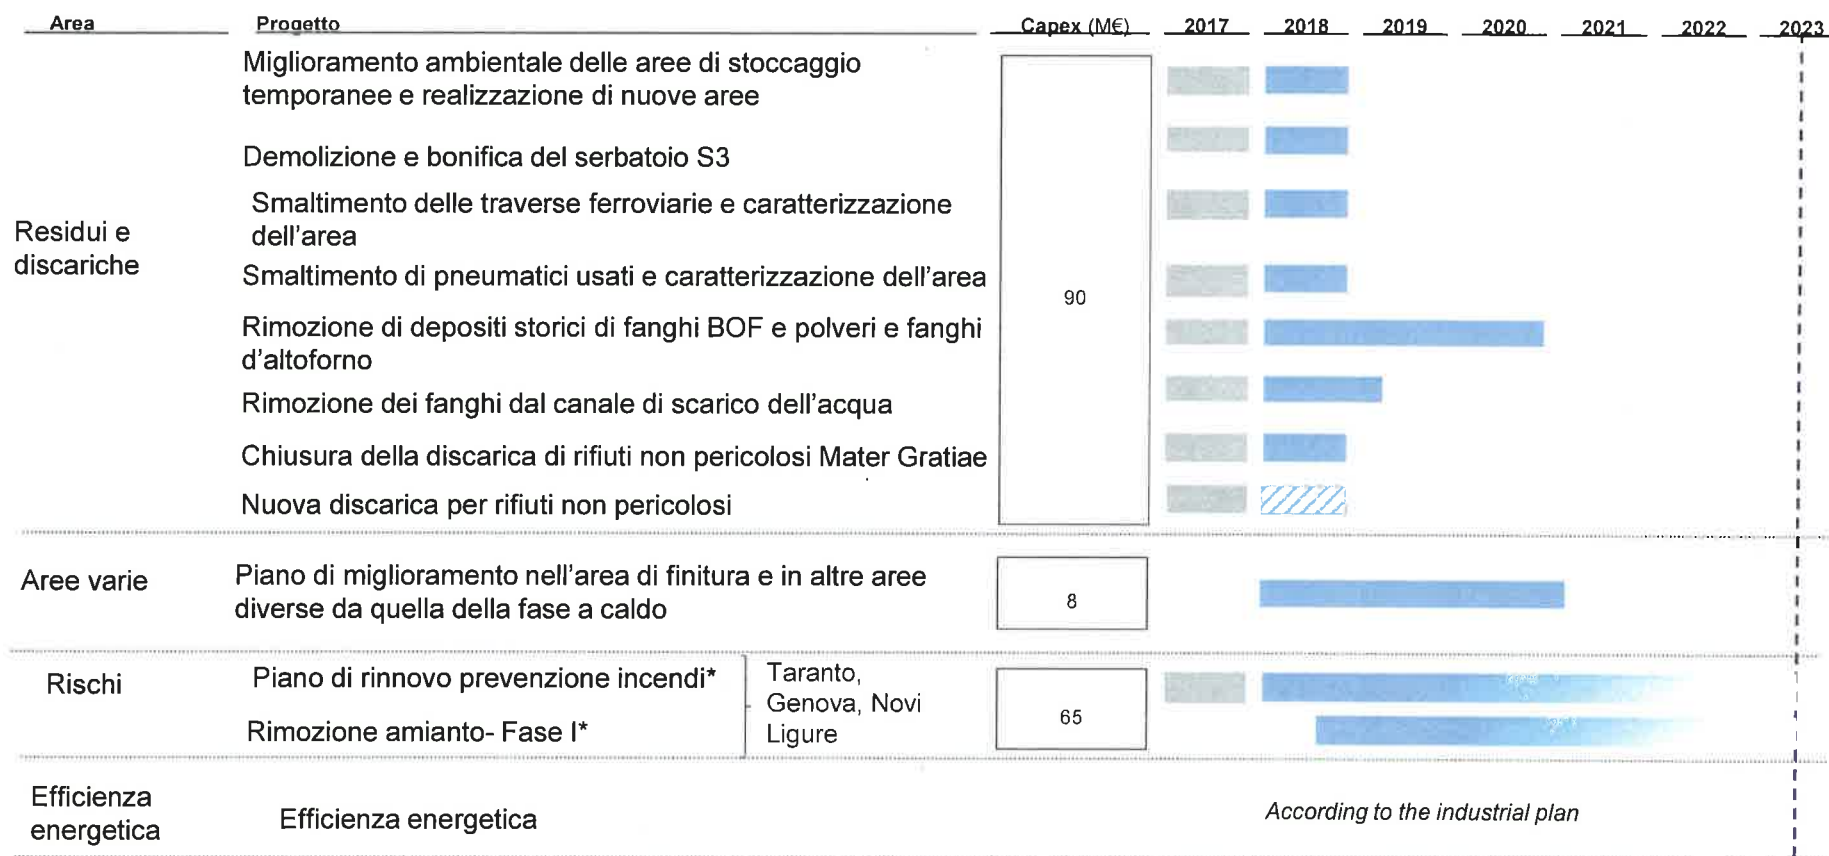 Area Progetto Capex (M€) 2017 2018 2019 2020 2021 2022 2023
Miglioramento ambientale delle aree di stoccaggio
temporanee e realizzazione di nuove aree
Demolizione e bonifica del serbatoio S3
Smaltimento delle traverse ferroviarie e caratterizzazione
dell'area
Residui e
discariche
Smaltimento di pneumatici usati e caratterizzazione dell'area
90
Rimozione di depositi storici di fanghi BOF e polveri e fanghi
d'altoforno
Rimozione dei fanghi dal canale di scarico dell'acqua
Chiusura della discarica di rifiuti non pericolosi Mater Gratiae
Nuova discarica per rifiuti non pericolosi
Aree varie
Piano di miglioramento nell'area di finitura e in altre aree
diverse da quella della fase a caldo
8
Rischi
Piano di rinnovo prevenzione incendi*
Rimozione amianto- Fase I*
Taranto,
Genova, Novi
Ligure
65
Efficienza
energetica
Efficienza energetica
According to the industrial plan